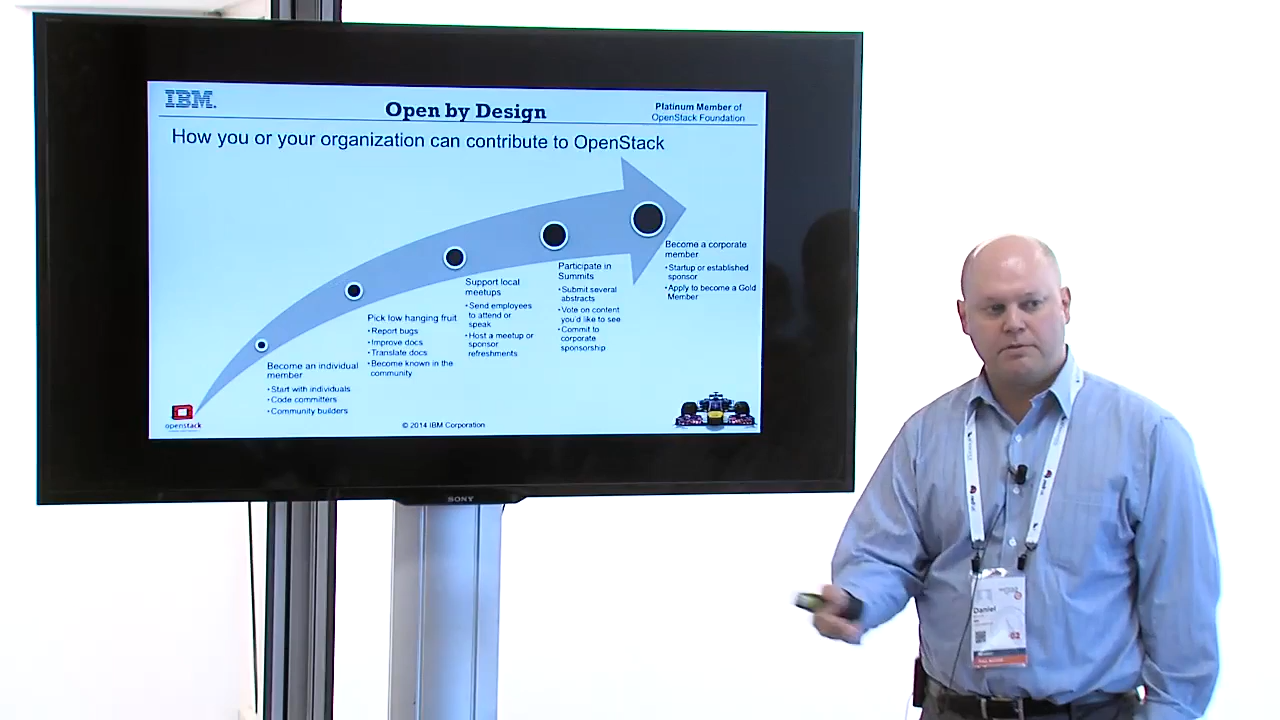 IBM.
Open by Design
Platinum Member of
OpenStack Foundation
How you or your organization can contribute to OpenStack
Become an individual
member
•Start with individuals
•Code committers
•Community builders
Pick low hanging fruit
•Report bugs
•Improve docs
•Translate docs
•Become known in the
community
Support local
meetups
•Send employees
to attend or
speak
•Host a meetup or
sponsor
refreshments
Participate in
Summits
•Submit several
abstracts
•Vote on content
you'd like to see
•Commit to
corporate
sponsorship
Become a corporate
member
•Startup or established
sponsor
•Apply to become a Gold
Member
openstack
© 2014 IBM Corporation
SONY
Daniel